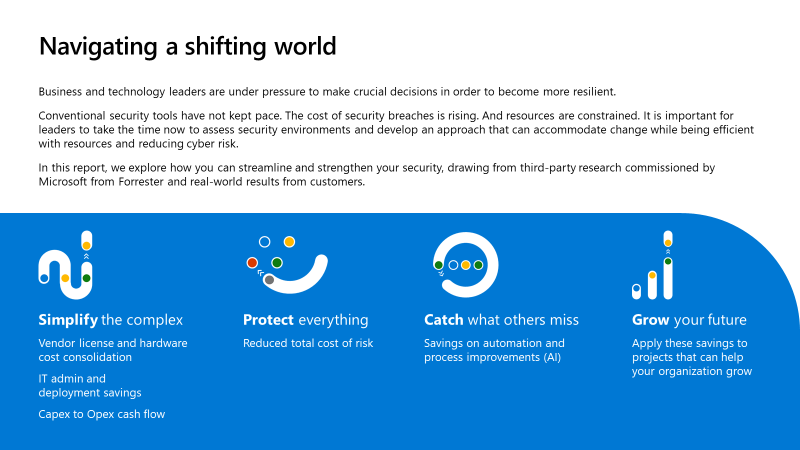 Navigating a shifting world
Business and technology leaders are under pressure to make crucial decisions in order to become more resilient.
Conventional security tools have not kept pace. The cost of security breaches is rising. And resources are constrained. It is important for
leaders to take the time now to assess security environments and develop an approach that can accommodate change while being efficient
with resources and reducing cyber risk.
In this report, we explore how you can streamline and strengthen your security, drawing from third-party research commissioned by
Microsoft from Forrester and real-world results from customers.
Simplify the complex
Vendor license and hardware
cost consolidation
IT admin and
deployment savings
Capex to Opex cash flow
Protect everything
Reduced total cost of risk
Catch what others miss
Savings on automation and
process improvements (AI)
Grow your future
Apply these savings to
projects that can help
your organization grow